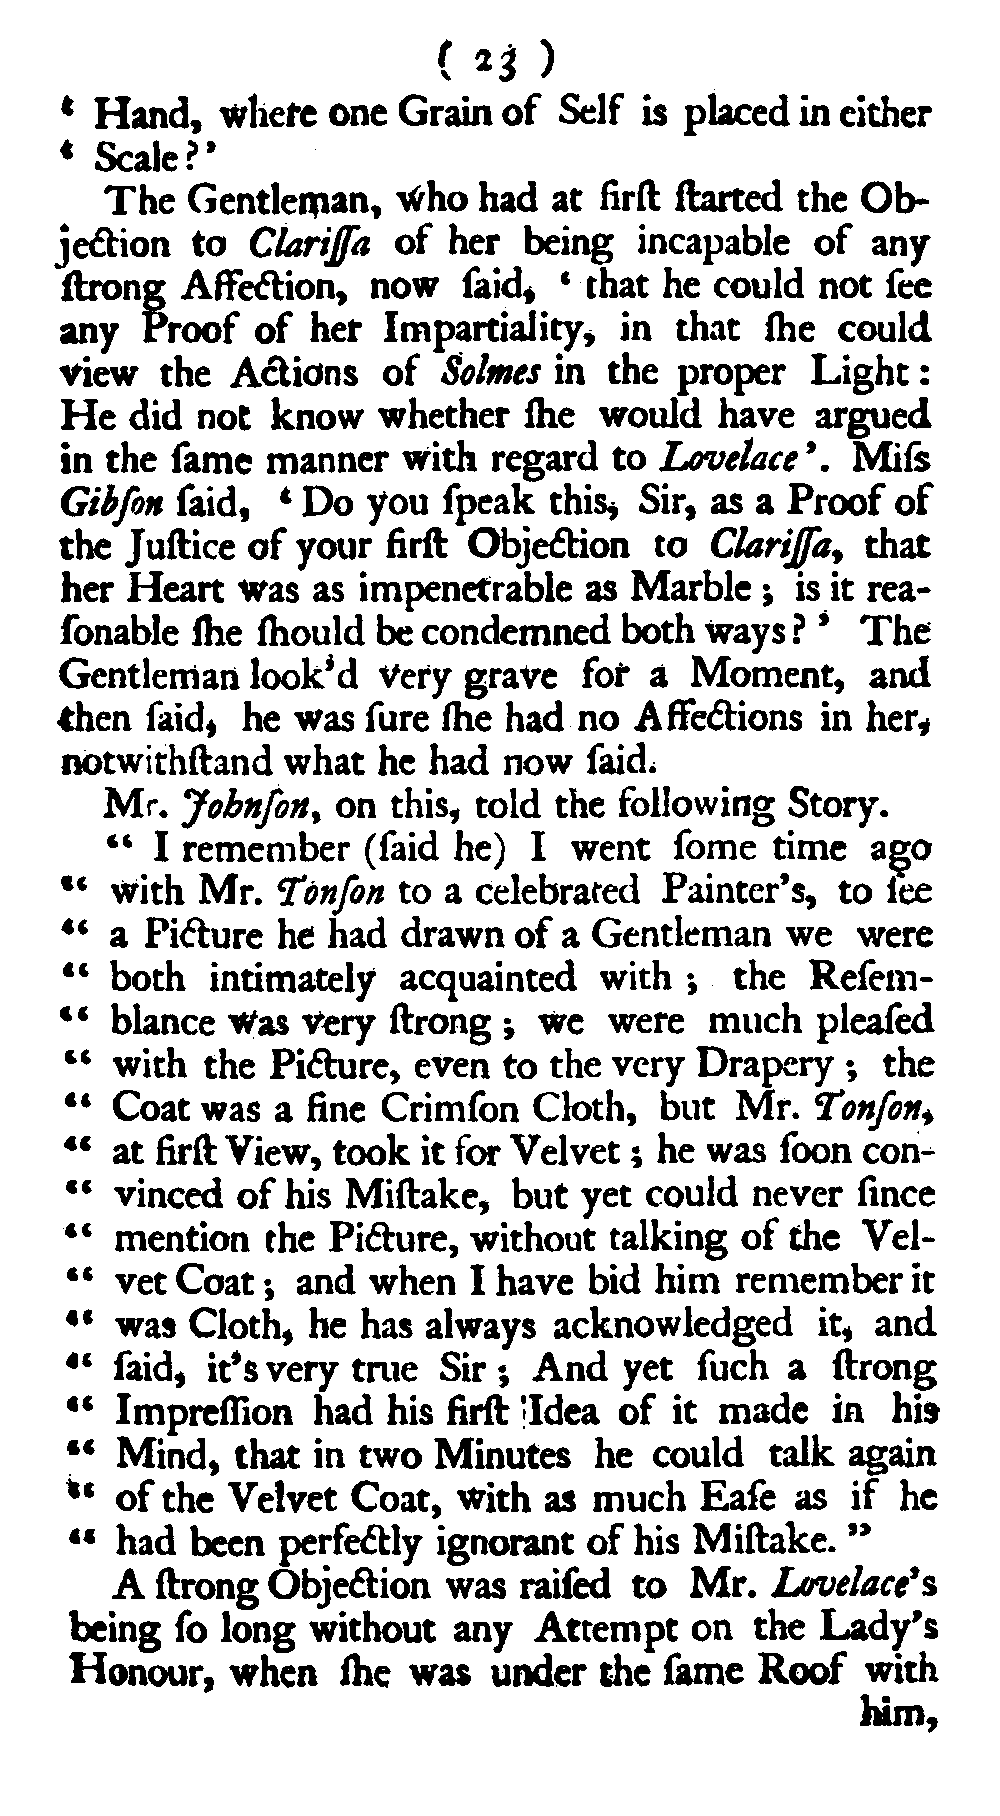 ( 23 )
‘ Hand, where one Grain of Self is placed in either
‘ Scale?’
The Gentleman, who had at firſt ſtarted the Ob-
jection to Clariſſa of her being incapable of any
ſtrong Affection, now ſaid, ‘ that he could not ſee
any Proof of her Impartiality, in that ſhe could
view the Actions of Solmes in the proper Light:
He did not know whether ſhe would have argued
in the ſame manner with regard to Lovelace’. Miſs
Gibſon ſaid, ‘ Do you ſpeak this, Sir, as a Proof of
the Juſtice of your firſt Objection to Clariſſa, that
her Heart was as impenetrable as Marble; is it rea-
ſonable ſhe ſhould be condemned both ways?’ The
Gentleman look’d very grave for a Moment, and
then ſaid, he was ſure ſhe had no Affections in her,
notwithſtand what he had now ſaid.
Mr. Johnſon, on this, told the following Story.
“ I remember (ſaid he) I went ſome time ago
“ with Mr. Tonſon to a celebrated Painter’s, to ſee
“ a Picture he had drawn of a Gentleman we were
“ both intimately acquainted with; the Reſem-
“ blance was very ſtrong; we were much pleaſed
“ with the Picture, even to the very Drapery; the
“ Coat was a fine Crimſon Cloth, but Mr. Tonſon,
“ at firſt View, took it for Velvet; he was ſoon con-
“ vinced of his Miſtake, but yet could never ſince
“ mention the Picture, without talking of the Vel-
“ vet Coat; and when I have bid him remember it
“ was Cloth, he has always acknowledged it, and
“ ſaid, it’s very true Sir; And yet ſuch a ſtrong
“ Impreſſion had his firſt Idea of it made in his
“ Mind, that in two Minutes he could talk again
“ of the Velvet Coat, with as much Eaſe as if he
“ had been perfectly ignorant of his Miſtake.”
A ſtrong Objection was raiſed to Mr. Lovelace’s
being ſo long without any Attempt on the Lady’s
Honour, when ſhe was under the ſame Roof with
him,